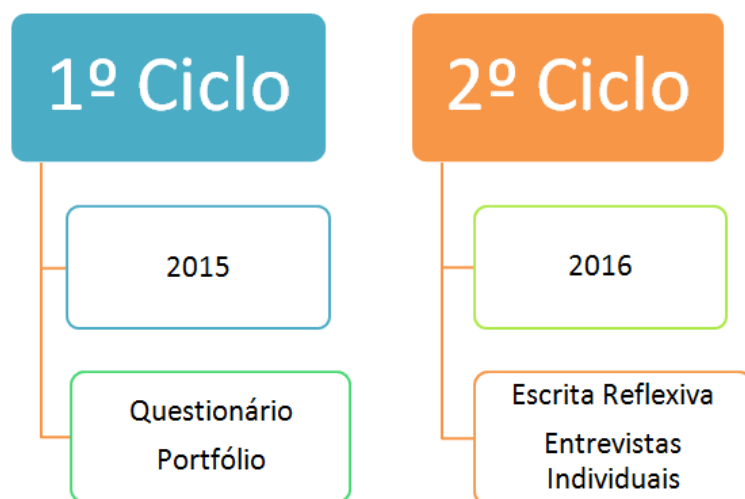 1º Ciclo
2015
Questionário
Portfólio
2º Ciclo
2016
Escrita Reflexiva
Entrevistas
Individuais